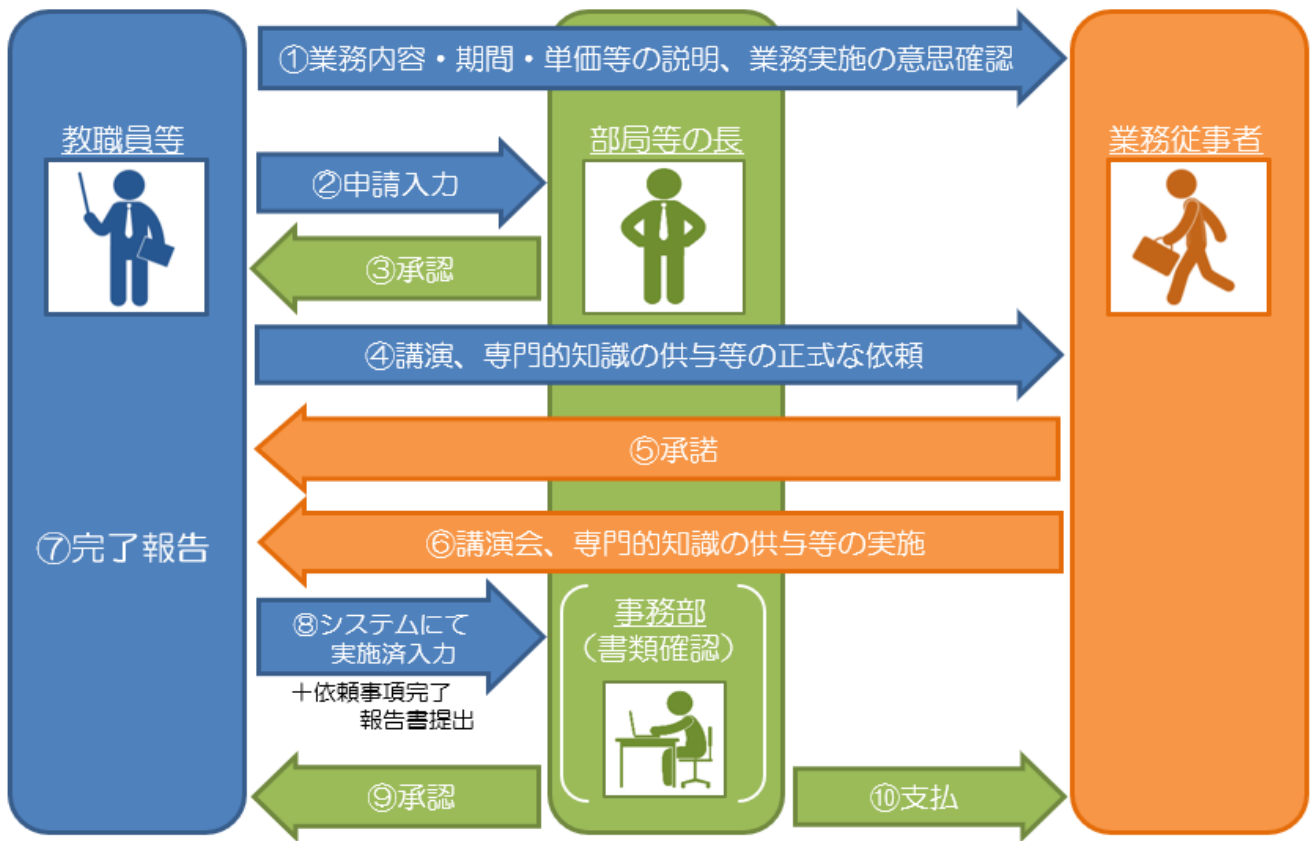 ①業務内容・期間・単価等の説明、業務実施の意思確認
教職員等
部局等の長
業務従事者
②申請入力
③承認
④講演、専門的知識の供与等の正式な依頼
⑤承諾
⑥講演会、専門的知識の供与等の実施
⑦完了報告
⑧システムにて
実施済入力
＋依頼事項完了
報告書提出
事務部
（書類確認）
⑨承認
⑩支払